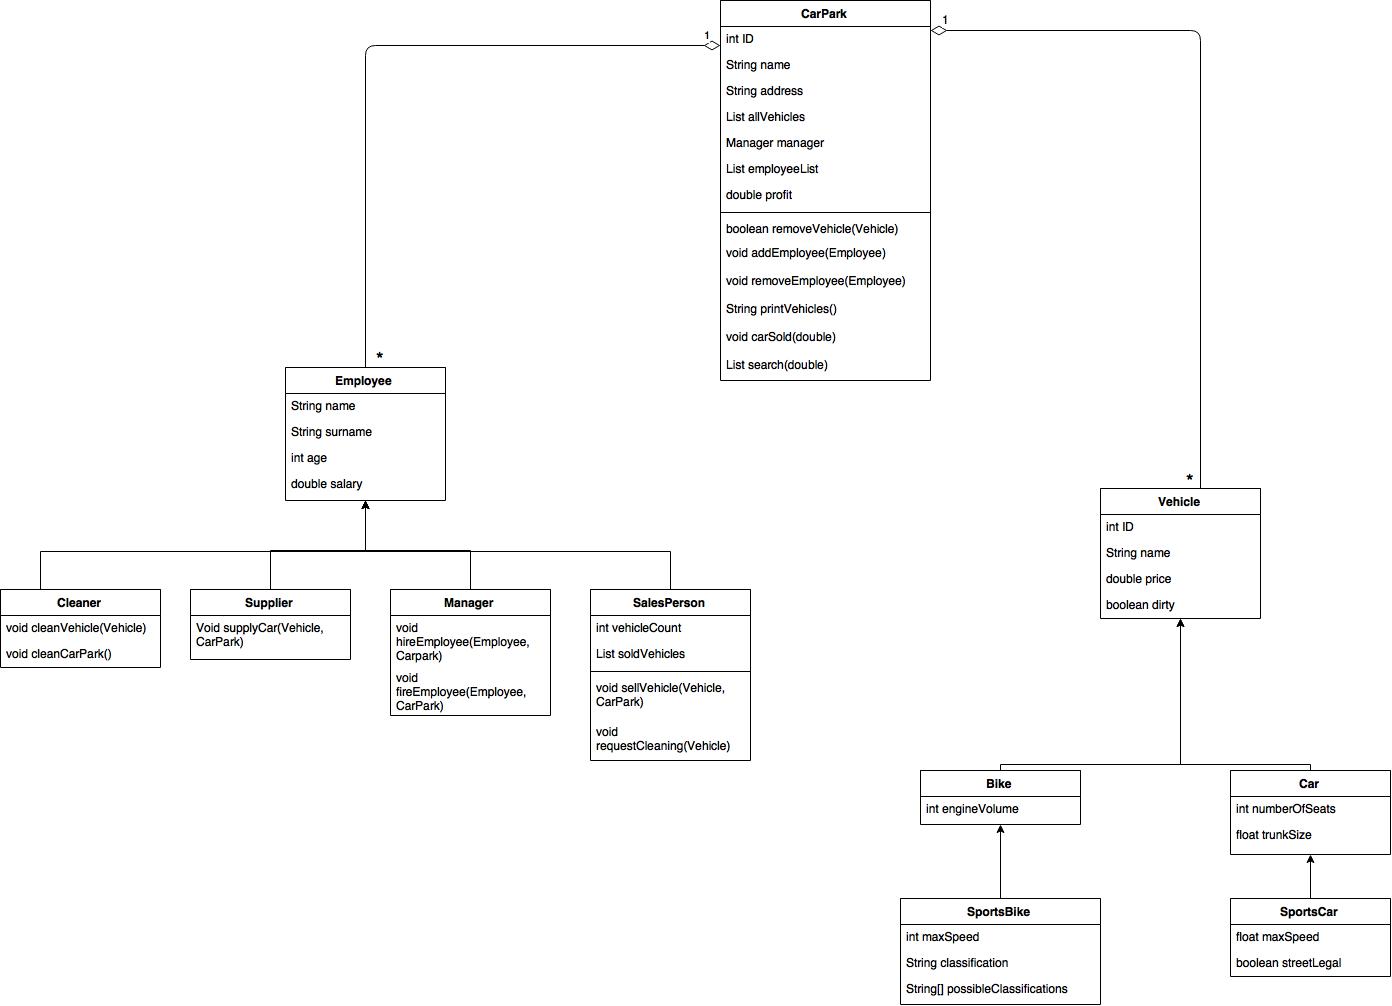 CarPark
int ID
String name
String address
List allVehicles
Manager manager
List employeeList
double profit
boolean removeVehicle(Vehicle)
void addEmployee(Employee)
void removeEmployee(Employee)
String printVehicles()
void carSold(double)
List search(double)
1
1
*
Employee
String name
String surname
int age
double salary
*
Vehicle
int ID
String name
double price
boolean dirty
Cleaner
void cleanVehicle(Vehicle)
void cleanCarPark()
Supplier
Void supplyCar(Vehicle,
CarPark)
Manager
void
hireEmployee(Employee,
Carpark)
void
fireEmployee(Employee,
CarPark)
SalesPerson
int vehicleCount
List soldVehicles
void sellVehicle(Vehicle,
CarPark)
void
requestCleaning(Vehicle)
Bike
int engineVolume
Car
int numberOfSeats
float trunkSize
SportsBike
int maxSpeed
String classification
String[] possibleClassifications
SportsCar
float maxSpeed
boolean streetLegal